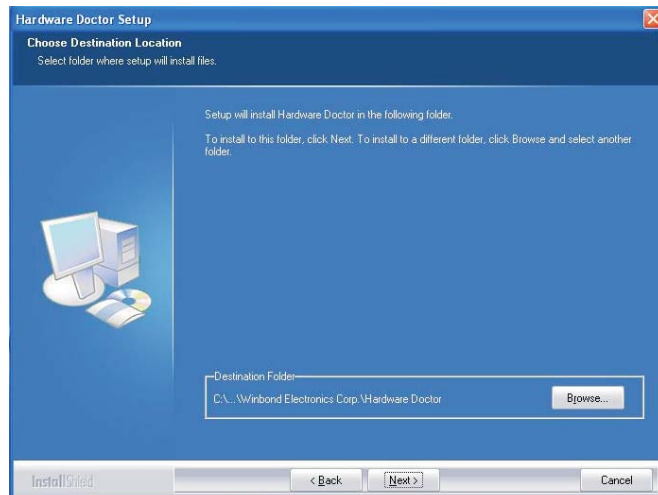 Hardware Doctor Setup
Choose Destination Location
Select folder where setup will install files.
Setup will install Hardware Doctor in the following folder.
To install to this folder, click Next. To install to a different folder, click Browse and select another
folder.
Destination Folder
C:\...\Winbond Electronics Corp.\Hardware Doctor
Browse...
InstallShield
< Back
Next >
Cancel